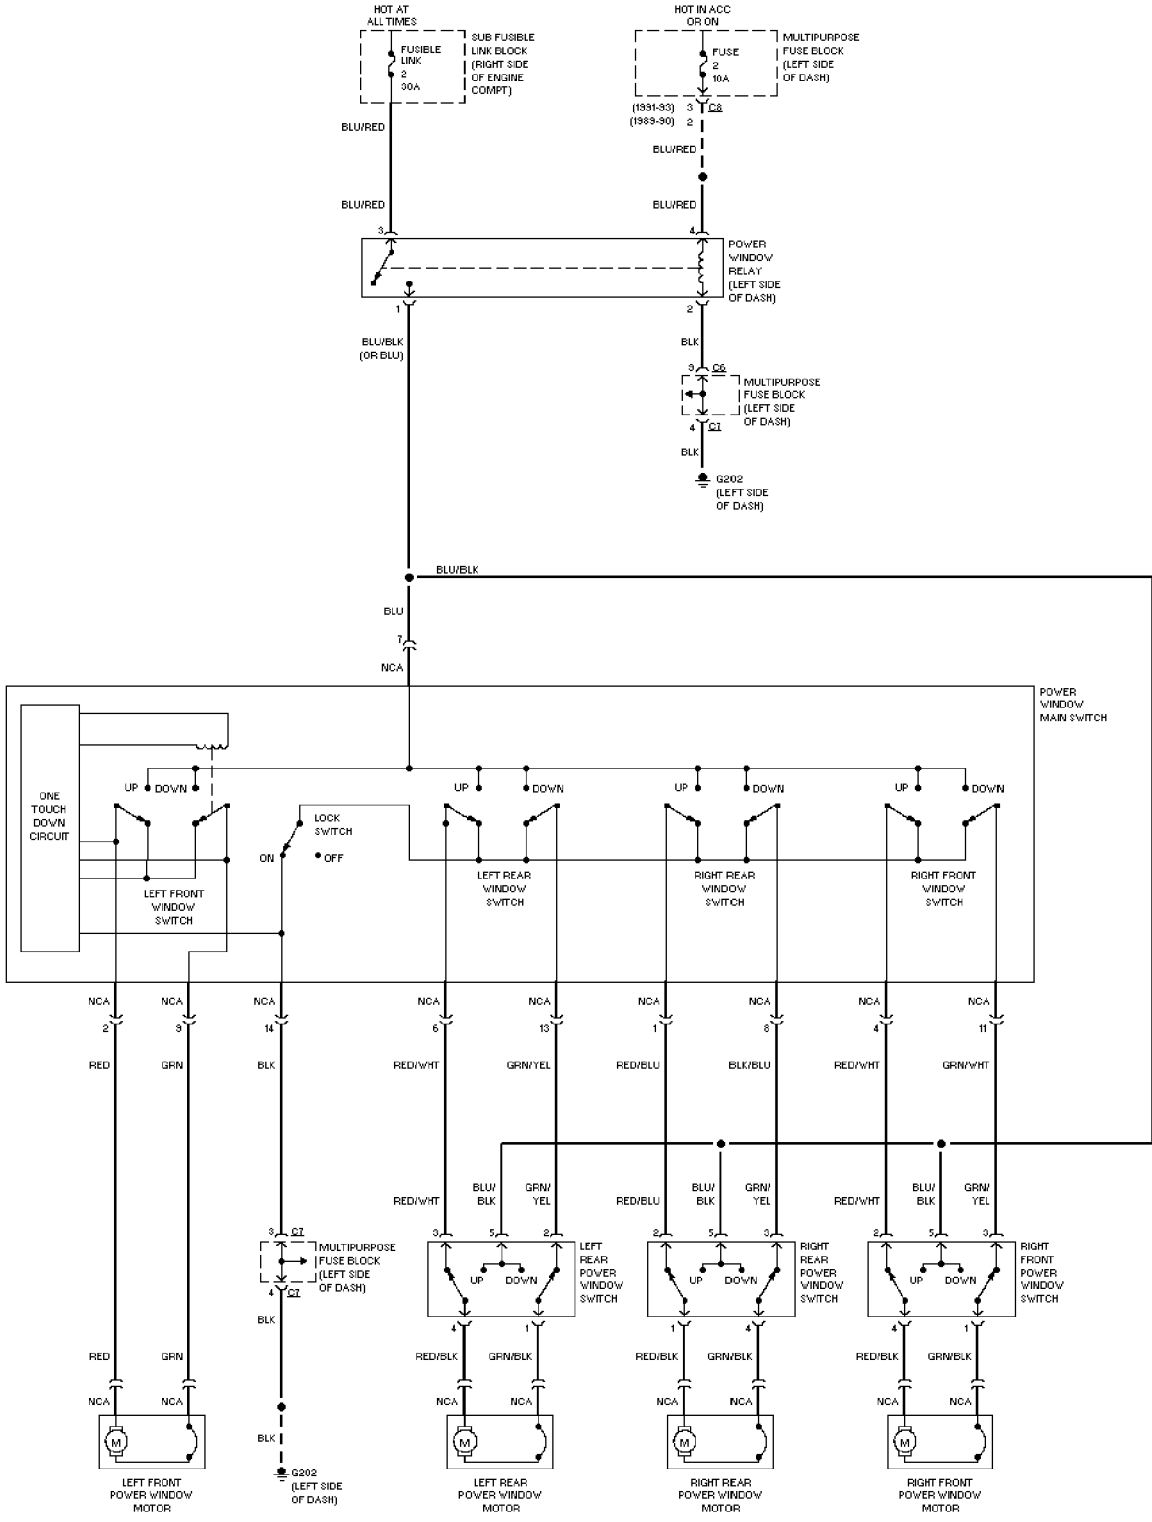 HOT AT
ALL TIMES
HOT IN ACC
OR ON
FUSIBLE
LINK
2
30A
SUB FUSIBLE
LINK BLOCK
(RIGHT SIDE
OF ENGINE
COMPT)
FUSE
2
10A
MULTIPURPOSE
FUSE BLOCK
(LEFT SIDE
OF DASH)
(1991-93) 3 C8
(1989-90) 2
BLU/RED
BLU/RED
BLU/RED
BLU/RED
3
4
POWER
WINDOW
RELAY
(LEFT SIDE
OF DASH)
1
2
BLU/BLK
(OR BLU)
BLK
9 C6
MULTIPURPOSE
FUSE BLOCK
(LEFT SIDE
OF DASH)
4 C7
BLK
G202
(LEFT SIDE
OF DASH)
BLU/BLK
BLU
7
NCA
POWER
WINDOW
MAIN SWITCH
ONE
TOUCH
DOWN
CIRCUIT
UP DOWN
LEFT FRONT
WINDOW
SWITCH
LOCK
SWITCH
ON OFF
UP DOWN
LEFT REAR
WINDOW
SWITCH
UP DOWN
RIGHT REAR
WINDOW
SWITCH
UP DOWN
RIGHT FRONT
WINDOW
SWITCH
NCA NCA NCA NCA NCA NCA NCA NCA NCA
2 9 14 6 13 1 8 4 11
RED GRN BLK RED/WHT GRN/YEL RED/BLU BLK/BLU RED/WHT GRN/WHT
RED/WHT BLU/BLK GRN/YEL RED/BLU BLU/BLK GRN/YEL RED/WHT BLU/BLK GRN/YEL
3 C7
MULTIPURPOSE
FUSE BLOCK
(LEFT SIDE
OF DASH)
4 C7
BLK
3 5 2
UP DOWN
LEFT
REAR
POWER
WINDOW
SWITCH
4 1
2 5 3
UP DOWN
RIGHT
REAR
POWER
WINDOW
SWITCH
1 4
2 5 3
UP DOWN
RIGHT
FRONT
POWER
WINDOW
SWITCH
4 1
RED GRN RED/BLK GRN/BLK RED/BLK GRN/BLK RED/BLK GRN/BLK
NCA NCA NCA NCA NCA NCA NCA NCA
BLK
G202
(LEFT SIDE
OF DASH)
M
LEFT FRONT
POWER WINDOW
MOTOR
M
LEFT REAR
POWER WINDOW
MOTOR
M
RIGHT REAR
POWER WINDOW
MOTOR
M
RIGHT FRONT
POWER WINDOW
MOTOR